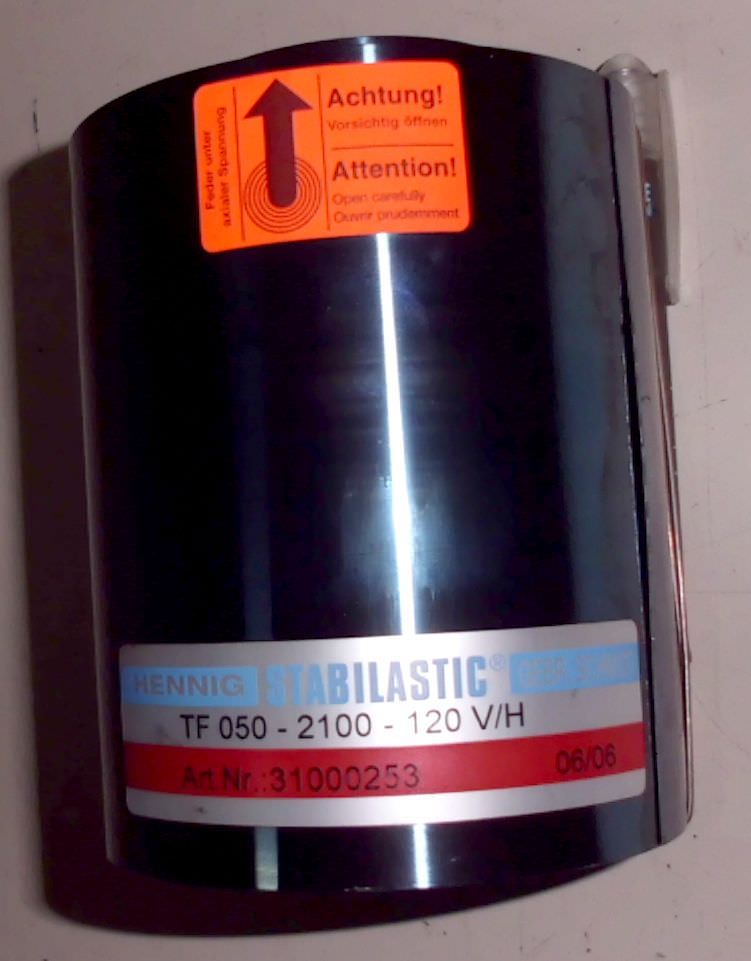 Feder unter
axialer Spannung
Achtung!
Vorsichtig öffnen
Attention!
Open carefully
Ouvrir prudemment
HENNIG STABILASTIC®
TF 050 - 2100 - 120 V/H
Art.Nr.:31000253 06/06